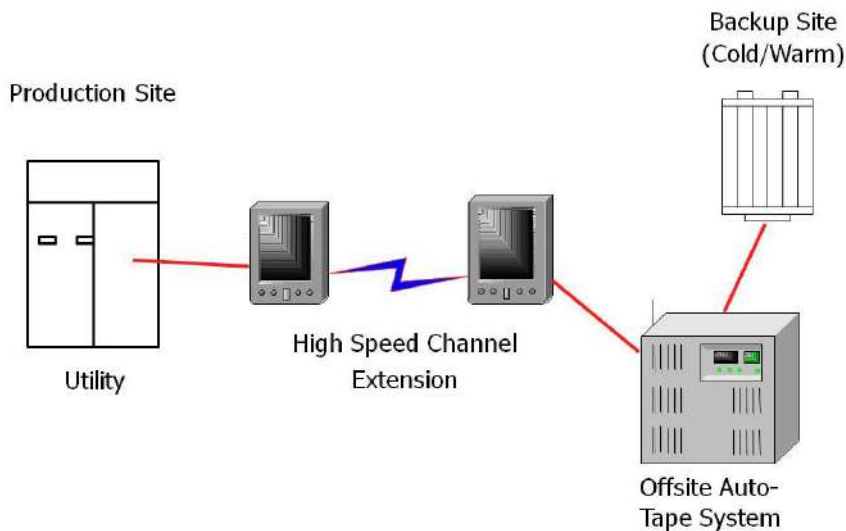 Backup Site
(Cold/Warm)
Production Site
High Speed Channel
Extension
Utility
Offsite Auto-
Tape System